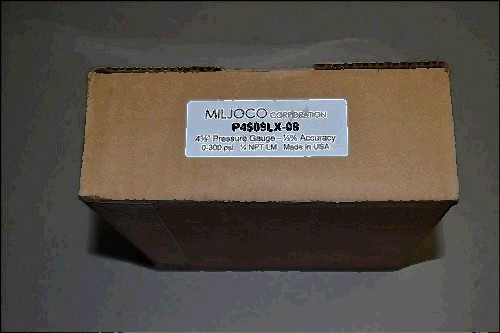 MILJOCO CORPORATION
P4509LX-08
4½" Pressure Gauge - ½% Accuracy
0-300 psi ¼ NPT LM Made in USA